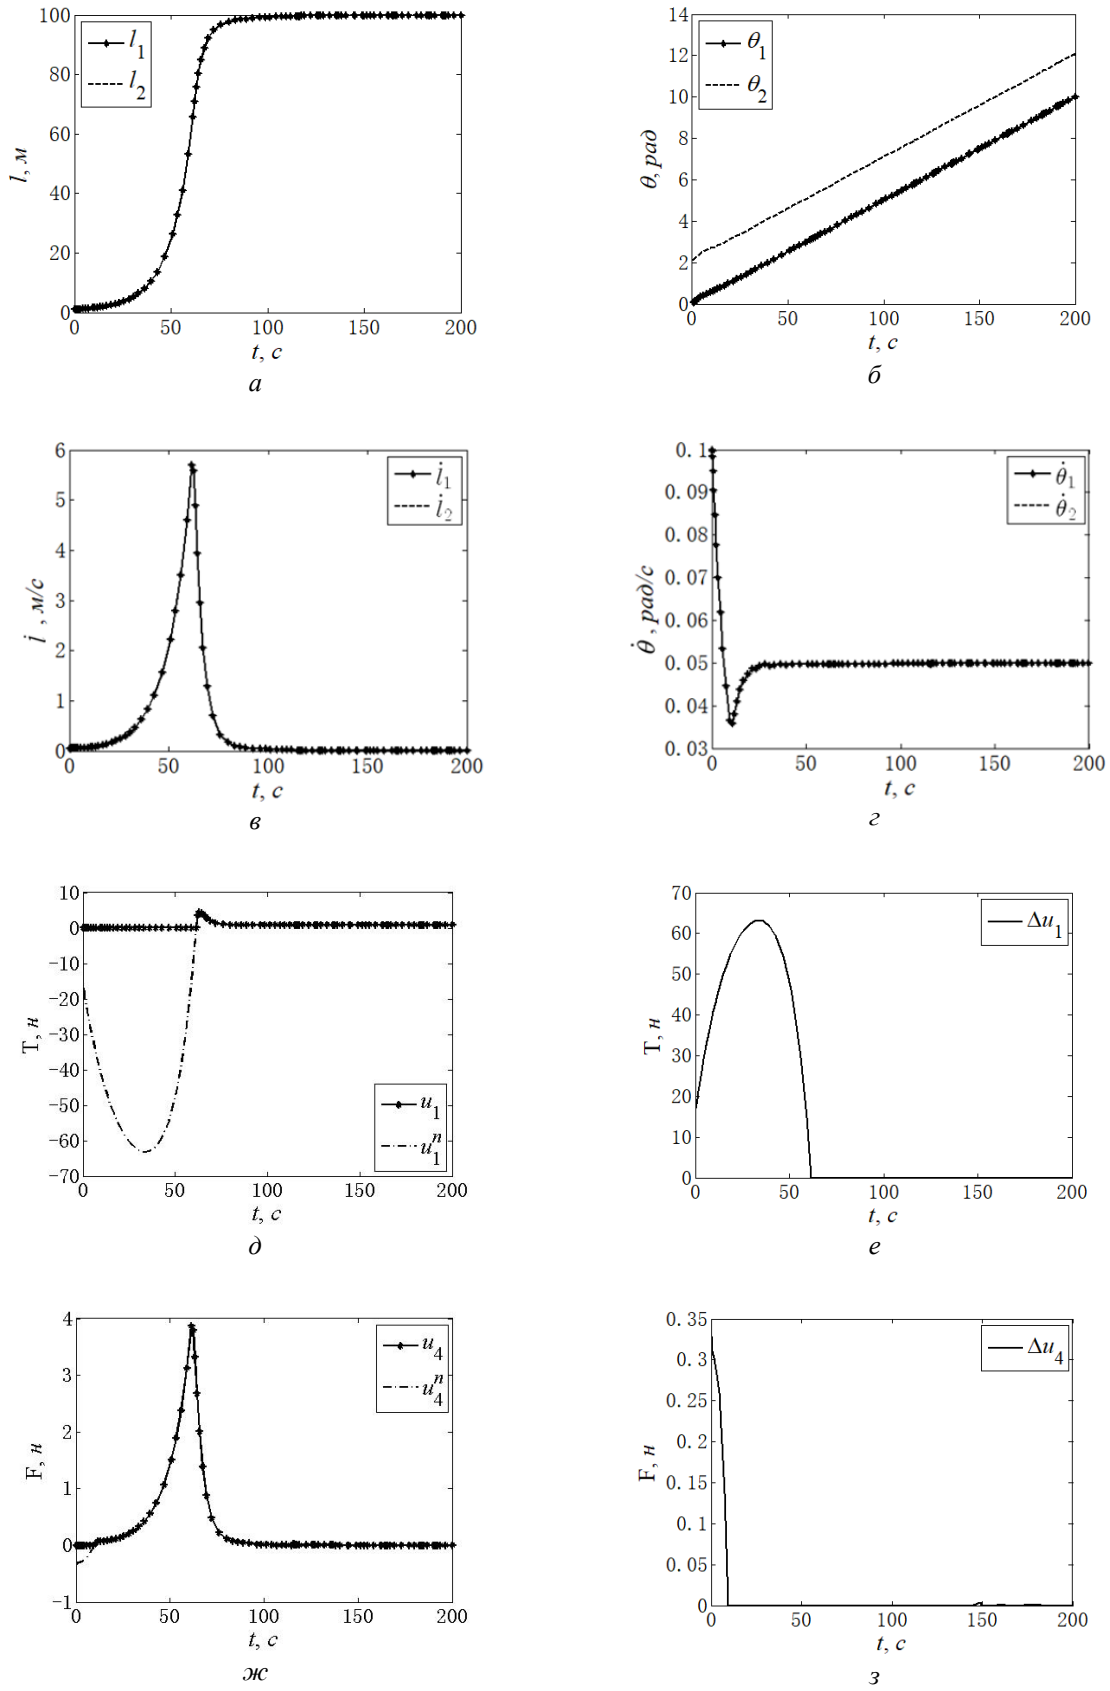 100
80
60
40
20
0
l, м
l1
l2
0 50 100 150 200
t, с
а
14
12
10
8
6
4
2
0
θ, рад
θ1
θ2
0 50 100 150 200
t, с
б
6
5
4
3
2
1
0
l̇ , м/с
l̇1
l̇2
0 50 100 150 200
t, с
в
0.1
0.09
0.08
0.07
0.06
0.05
0.04
0.03
θ̇ , рад/с
θ̇1
θ̇2
0 50 100 150 200
t, с
г
10
0
-10
-20
-30
-40
-50
-60
-70
T, н
u1
u1^n
0 50 100 150 200
t, с
д
70
60
50
40
30
20
10
0
T, н
Δu1
0 50 100 150 200
t, с
е
4
3
2
1
0
-1
F, н
u4
u4^n
0 50 100 150 200
t, с
ж
0.35
0.3
0.25
0.2
0.15
0.1
0.05
0
F, н
Δu4
0 50 100 150 200
t, с
з